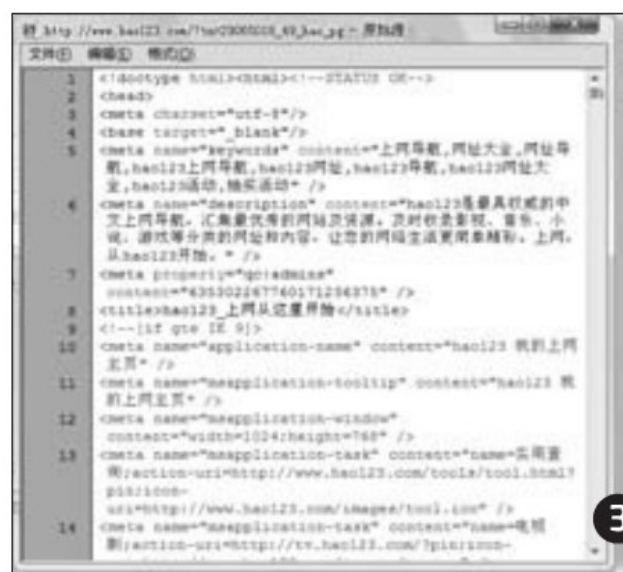 文件(F) 编辑(E) 格式(O)
1 <!doctype html><html><!--STATUS OK-->
2 <head>
3 <meta charset="utf-8"/>
4 <base target="_blank"/>
5 <meta name="keywords" content="上网导航,网址大全,网址导
航,hao123上网导航,hao123网址,hao123导航,hao123网址大
全,hao123活动,抽奖活动" />
6 <meta name="description" content="hao123是最具权威的中
文上网导航。汇集最优秀的网站及资源。及时收录影视、音乐、小
说、游戏等分类的网址和内容。让您的网络生活更简单精彩。上网，
从hao123开始。" />
7 <meta property="qc:admins"
content= />
8 <title>hao123_上网从这里开始</title>
9 <!--[if gte IE 9]>
10 <meta name="application-name" content="hao123 我的上网
主页" />
11 <meta name="msapplication-tooltip" content="hao123 我
的上网主页" />
12 <meta name="msapplication-window"
content="width=1024;height=768" />
13 <meta name="msapplication-task" content="name=实用查
询;action-uri=http://www.hao123.com/tools/tool.html?
pin;icon-
uri=http://www.hao123.com/images/tool.ico" />
14 <meta name="msapplication-task" content="name=电视
剧;action-uri=http://tv.hao123.com/?pin;icon-
3